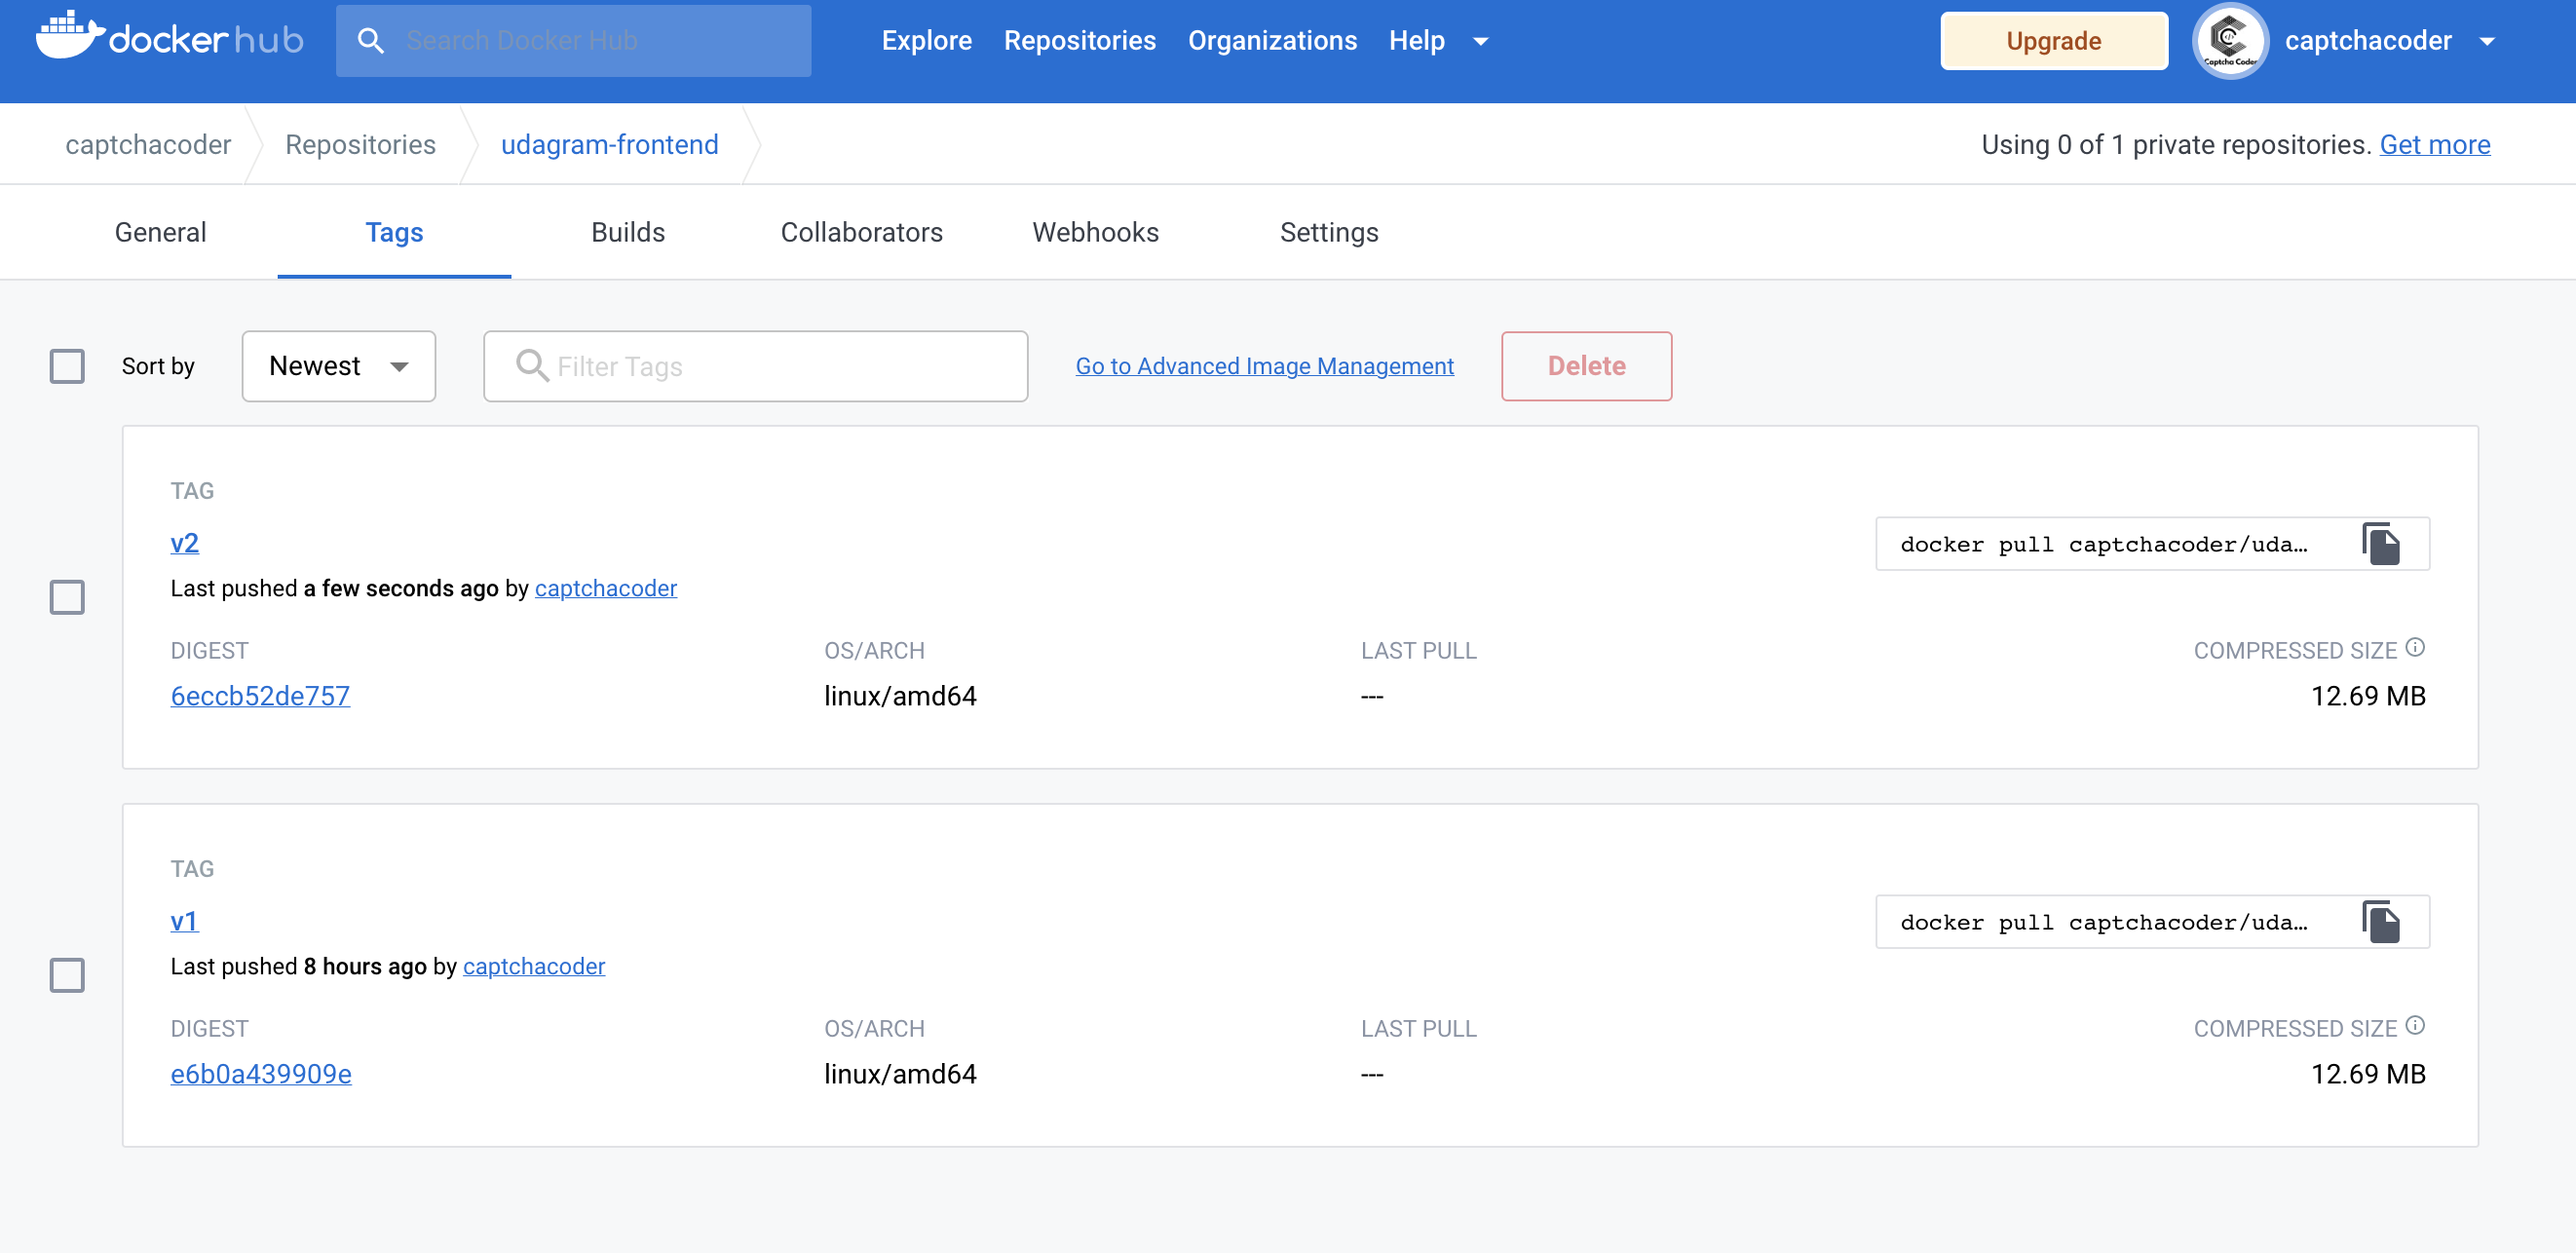 docker hub Search Docker Hub Explore Repositories Organizations Help Upgrade Captcha Coder captchacoder
captchacoder Repositories udagram-frontend Using 0 of 1 private repositories. Get more
General Tags Builds Collaborators Webhooks Settings
Sort by Newest Filter Tags Go to Advanced Image Management Delete
TAG
v2 docker pull captchacoder/uda…
Last pushed a few seconds ago by captchacoder
DIGEST OS/ARCH LAST PULL COMPRESSED SIZE
6eccb52de757 linux/amd64 --- 12.69 MB
TAG
v1 docker pull captchacoder/uda…
Last pushed 8 hours ago by captchacoder
DIGEST OS/ARCH LAST PULL COMPRESSED SIZE
e6b0a439909e linux/amd64 --- 12.69 MB